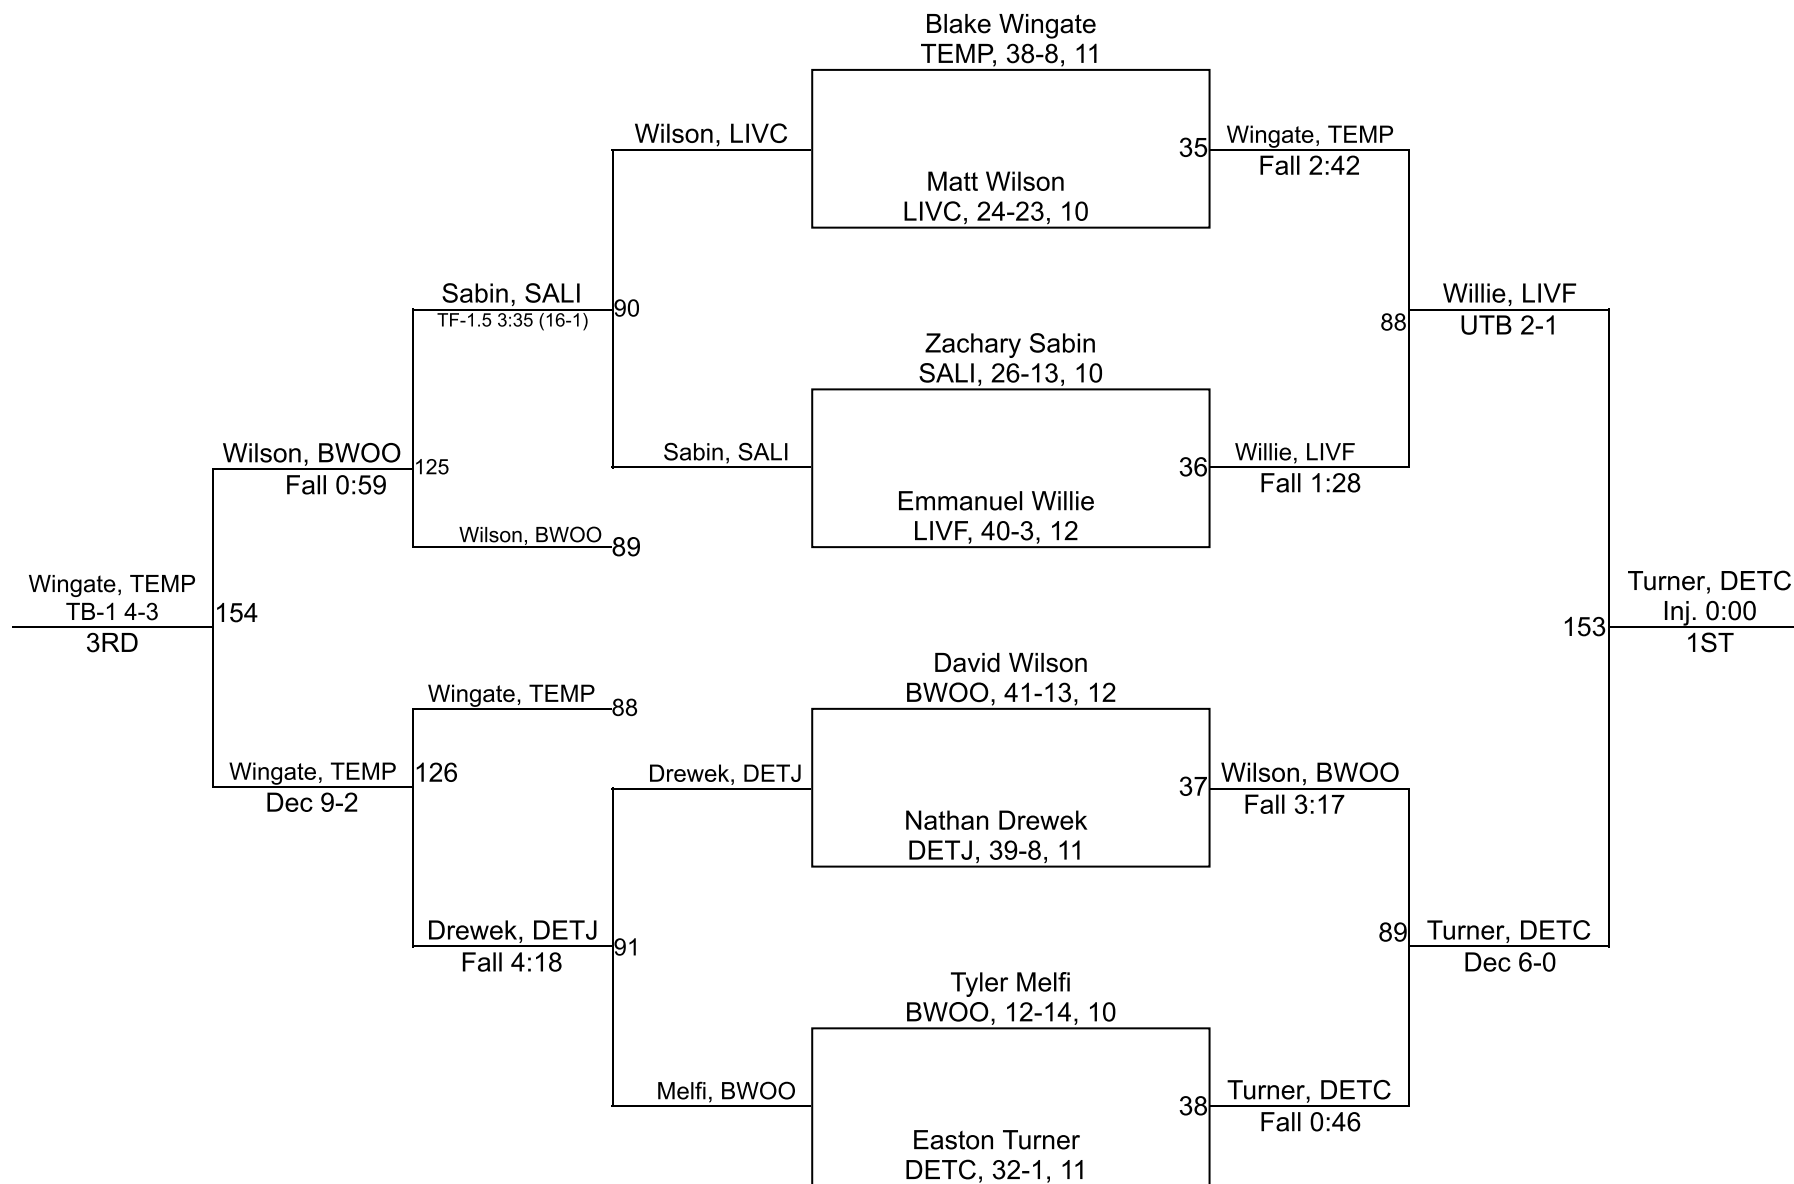 Blake Wingate
TEMP, 38-8, 11
Wilson, LIVC
35
Wingate, TEMP
Fall 2:42
Matt Wilson
LIVC, 24-23, 10
Sabin, SALI
TF-1.5 3:35 (16-1)
90
88
Willie, LIVF
UTB 2-1
Zachary Sabin
SALI, 26-13, 10
Wilson, BWOO
Fall 0:59
125
Sabin, SALI
36
Willie, LIVF
Fall 1:28
Emmanuel Willie
LIVF, 40-3, 12
Wilson, BWOO
89
Wingate, TEMP
TB-1 4-3
3RD
154
153
Turner, DETC
Inj. 0:00
1ST
David Wilson
BWOO, 41-13, 12
Wingate, TEMP
88
Wingate, TEMP
Dec 9-2
126
Drewek, DETJ
37
Wilson, BWOO
Fall 3:17
Nathan Drewek
DETJ, 39-8, 11
Drewek, DETJ
Fall 4:18
91
89
Turner, DETC
Dec 6-0
Tyler Melfi
BWOO, 12-14, 10
Melfi, BWOO
38
Turner, DETC
Fall 0:46
Easton Turner
DETC, 32-1, 11